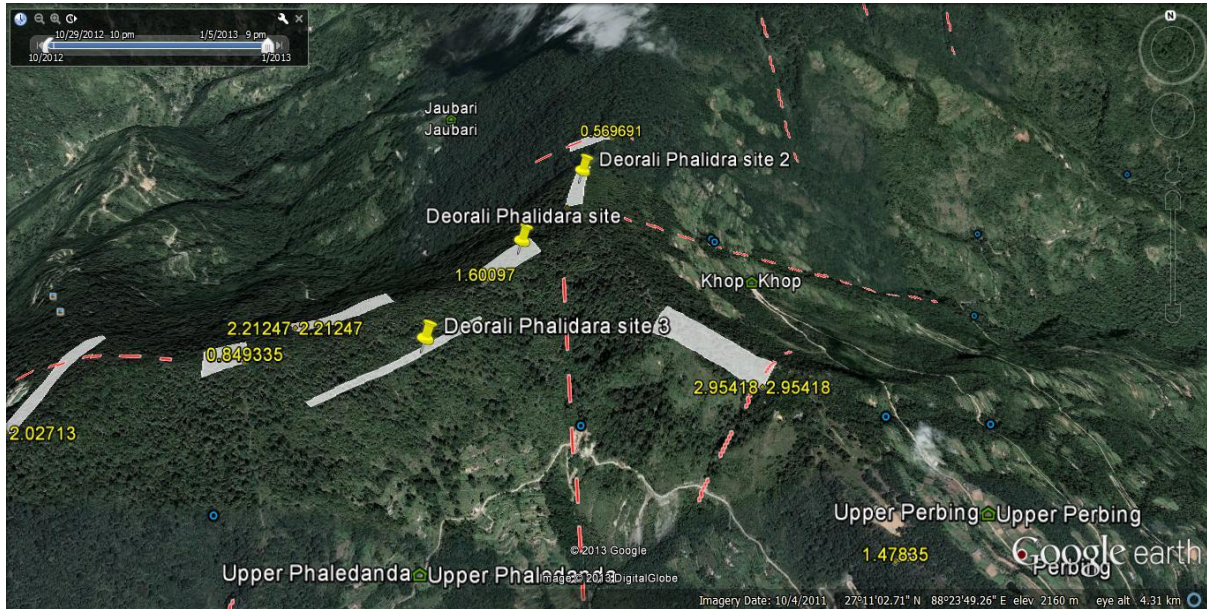 10/29/2012 10 pm
1/5/2013 9 pm
10/2012
1/2013
N
Jaubari
Jaubari
0.569691
Deorali Phalidra site 2
Deorali Phalidara site
1.60097
Khop Khop
2.21247 2.21247
Deorali Phalidara site 3
0.849335
2.95418 2.95418
2.02713
Upper Perbing Upper Perbing
1.47835
© 2013 Google
Google earth
Perbing
Upper Phaledanda Upper Phaledanda
Image © 2013 DigitalGlobe
Imagery Date: 10/4/2011 27°11'02.71" N 88°23'49.26" E elev 2160 m eye alt 4.31 km